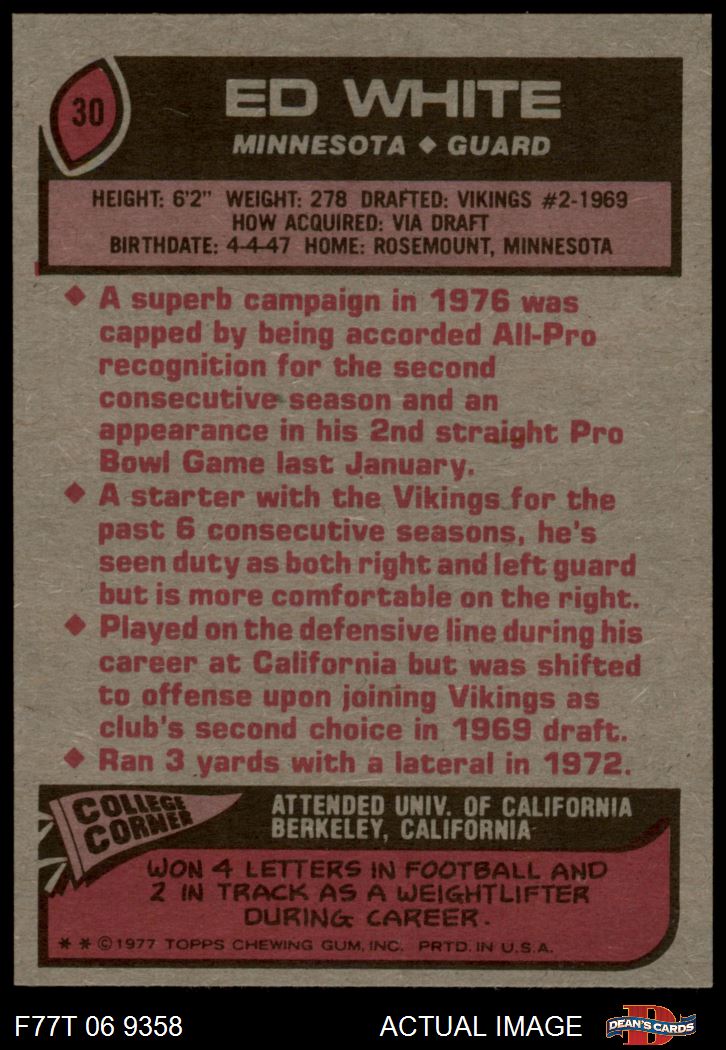 30
ED WHITE
MINNESOTA ◆ GUARD
HEIGHT: 6'2" WEIGHT: 278 DRAFTED: VIKINGS #2-1969
HOW ACQUIRED: VIA DRAFT
BIRTHDATE: 4-4-47 HOME: ROSEMOUNT, MINNESOTA
◆ A superb campaign in 1976 was
capped by being accorded All-Pro
recognition for the second
consecutive season and an
appearance in his 2nd straight Pro
Bowl Game last January.
◆ A starter with the Vikings for the
past 6 consecutive seasons, he's
seen duty as both right and left guard
but is more comfortable on the right.
◆ Played on the defensive line during his
career at California but was shifted
to offense upon joining Vikings as
club's second choice in 1969 draft.
◆ Ran 3 yards with a lateral in 1972.
COLLEGE
CORNER
ATTENDED UNIV. OF CALIFORNIA
BERKELEY, CALIFORNIA
WON 4 LETTERS IN FOOTBALL AND
2 IN TRACK AS A WEIGHTLIFTER
DURING CAREER.
* * © 1977 TOPPS CHEWING GUM, INC. PRTD. IN U.S.A.
F77T 06 9358
ACTUAL IMAGE
DEAN'S CARDS